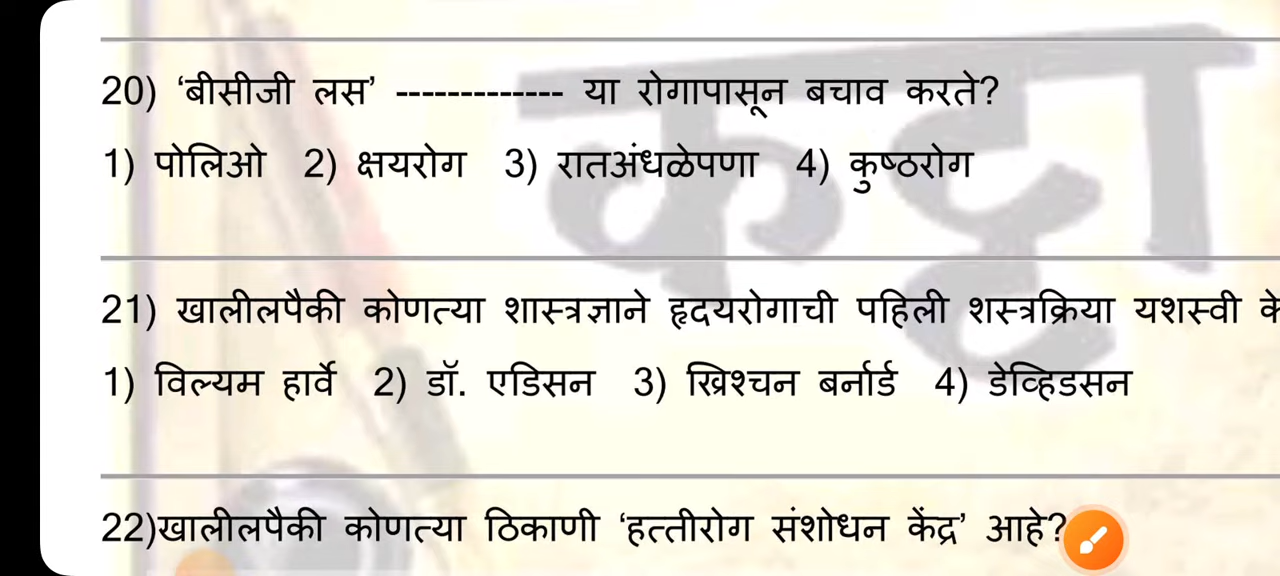 20) ‘बीसीजी लस’ ------------- या रोगापासून बचाव करते?
1) पोलिओ 2) क्षयरोग 3) रातअंधळेपणा 4) कुष्ठरोग
21) खालीलपैकी कोणत्या शास्त्रज्ञाने हृदयरोगाची पहिली शस्त्रक्रिया यशस्वी के
1) विल्यम हार्वे 2) डॉ. एडिसन 3) ख्रिश्चन बर्नार्ड 4) डेव्हिडसन
22)खालीलपैकी कोणत्या ठिकाणी ‘हत्तीरोग संशोधन केंद्र’ आहे?
कट्टा